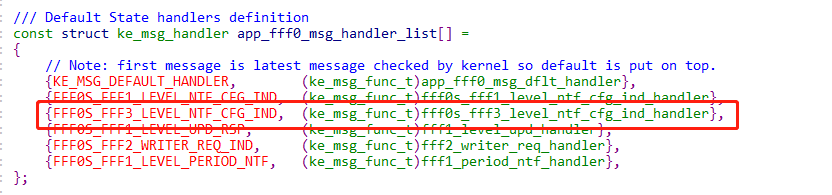 /// Default State handlers definition
const struct ke_msg_handler app_fff0_msg_handler_list[] =
{
// Note: first message is latest message checked by kernel so default is put on top.
{KE_MSG_DEFAULT_HANDLER, (ke_msg_func_t)app_fff0_msg_dflt_handler},
{FFF0S_FFF1_LEVEL_NTF_CFG_IND, (ke_msg_func_t)fff0s_fff1_level_ntf_cfg_ind_handler},
{FFF0S_FFF3_LEVEL_NTF_CFG_IND, (ke_msg_func_t)fff0s_fff3_level_ntf_cfg_ind_handler},
{FFF0S_FFF1_LEVEL_UPD_RSP, (ke_msg_func_t)fff1_level_upd_handler},
{FFF0S_FFF2_WRITER_REQ_IND, (ke_msg_func_t)fff2_writer_req_handler},
{FFF0S_FFF1_LEVEL_PERIOD_NTF, (ke_msg_func_t)fff1_period_ntf_handler},
};